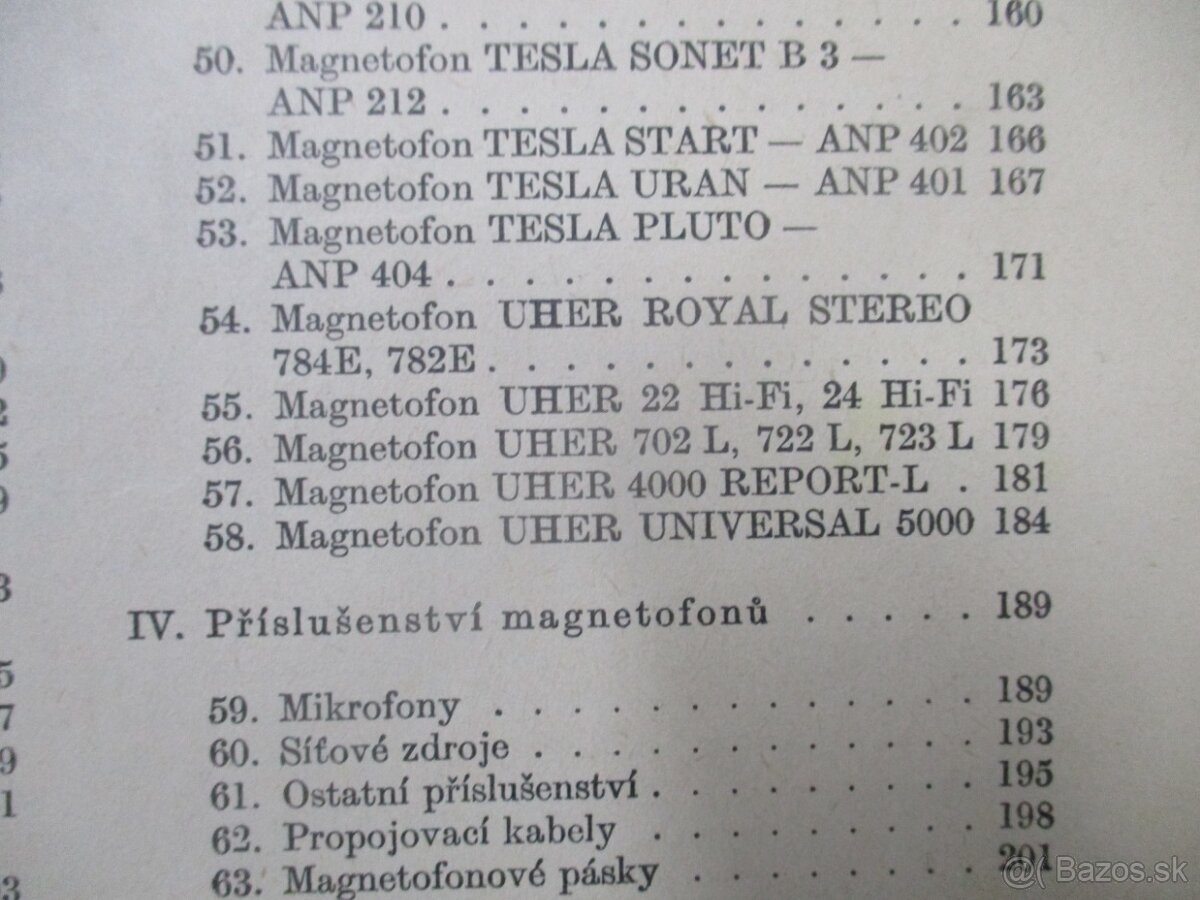 ANP 210 . . . . . . . . . . . . . . 160
50. Magnetofon TESLA SONET B 3 —
ANP 212 . . . . . . . . . . . . . . 163
51. Magnetofon TESLA START — ANP 402 166
52. Magnetofon TESLA URAN — ANP 401 167
53. Magnetofon TESLA PLUTO —
ANP 404 . . . . . . . . . . . . . . 171
54. Magnetofon UHER ROYAL STEREO
784E, 782E . . . . . . . . . . . . . 173
55. Magnetofon UHER 22 Hi-Fi, 24 Hi-Fi 176
56. Magnetofon UHER 702 L, 722 L, 723 L 179
57. Magnetofon UHER 4000 REPORT-L . 181
58. Magnetofon UHER UNIVERSAL 5000 184
IV. Příslušenství magnetofonů . . . . . 189
59. Mikrofony . . . . . . . . . . . . . 189
60. Síťové zdroje . . . . . . . . . . . . 193
61. Ostatní příslušenství . . . . . . . . . 195
62. Propojovací kabely . . . . . . . . . 198
63. Magnetofonové pásky . . . . . . . . 201
@Bazos.sk